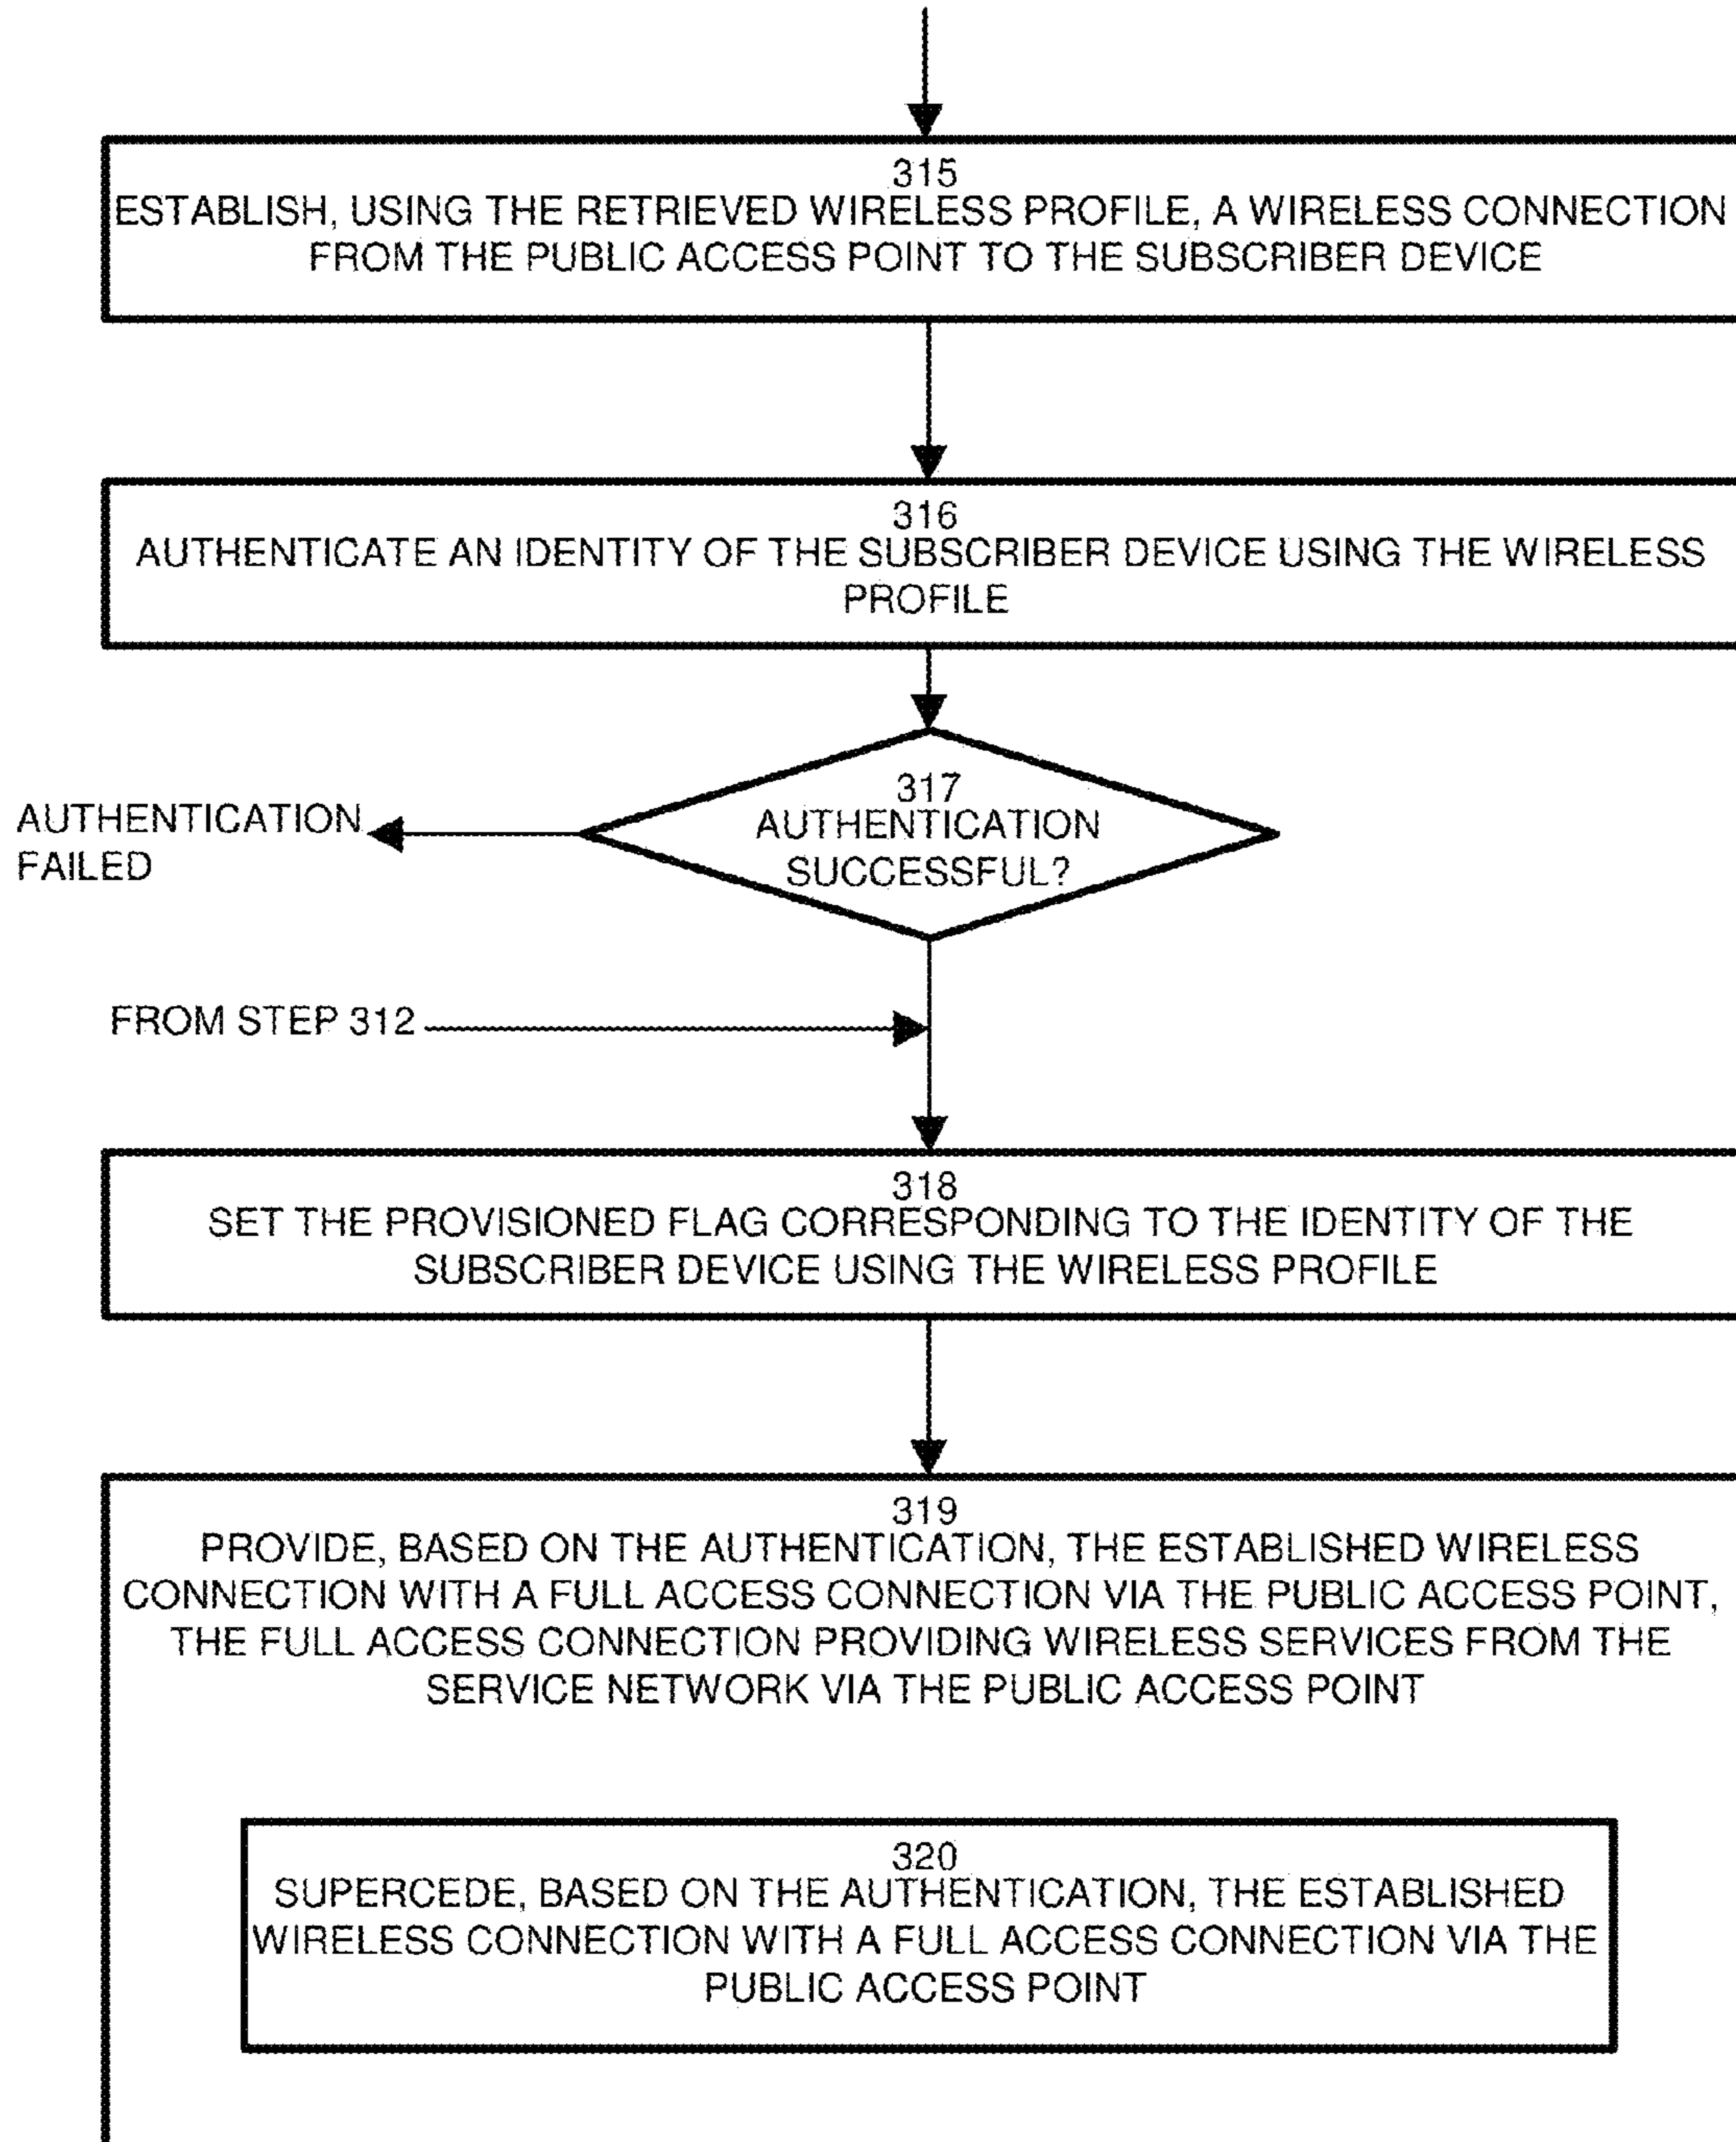 315
ESTABLISH, USING THE RETRIEVED WIRELESS PROFILE, A WIRELESS CONNECTION
FROM THE PUBLIC ACCESS POINT TO THE SUBSCRIBER DEVICE
316
AUTHENTICATE AN IDENTITY OF THE SUBSCRIBER DEVICE USING THE WIRELESS
PROFILE
317
AUTHENTICATION
SUCCESSFUL?
AUTHENTICATION
FAILED
FROM STEP 312
318
SET THE PROVISIONED FLAG CORRESPONDING TO THE IDENTITY OF THE
SUBSCRIBER DEVICE USING THE WIRELESS PROFILE
319
PROVIDE, BASED ON THE AUTHENTICATION, THE ESTABLISHED WIRELESS
CONNECTION WITH A FULL ACCESS CONNECTION VIA THE PUBLIC ACCESS POINT,
THE FULL ACCESS CONNECTION PROVIDING WIRELESS SERVICES FROM THE
SERVICE NETWORK VIA THE PUBLIC ACCESS POINT
320
SUPERCEDE, BASED ON THE AUTHENTICATION, THE ESTABLISHED
WIRELESS CONNECTION WITH A FULL ACCESS CONNECTION VIA THE
PUBLIC ACCESS POINT